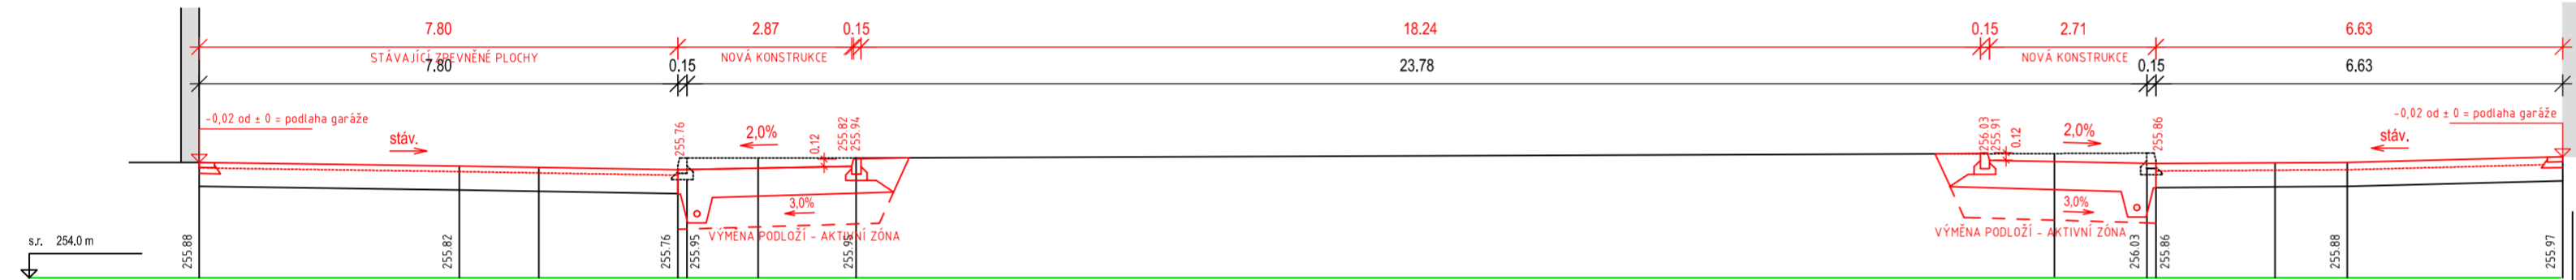 7.80 2.87 0.15 18.24 0.15 2.71 6.63
STÁVAJÍCÍ ZPEVNĚNÉ PLOCHY NOVÁ KONSTRUKCE NOVÁ KONSTRUKCE
7.80 0.15 23.78 0.15 6.63
-0,02 od ± 0 = podlaha garáže -0,02 od ± 0 = podlaha garáže
stáv. 255.76 2,0% 0.12 255.82 255.94 256.03 255.91 0.12 2,0% 255.86 stáv.
3,0% 3,0%
VÝMĚNA PODLOŽÍ - AKTIVNÍ ZÓNA VÝMĚNA PODLOŽÍ - AKTIVNÍ ZÓNA
s.r. 254.0 m
255.88 255.82 255.76 255.95 255.95 256.03 255.86 255.88 255.97